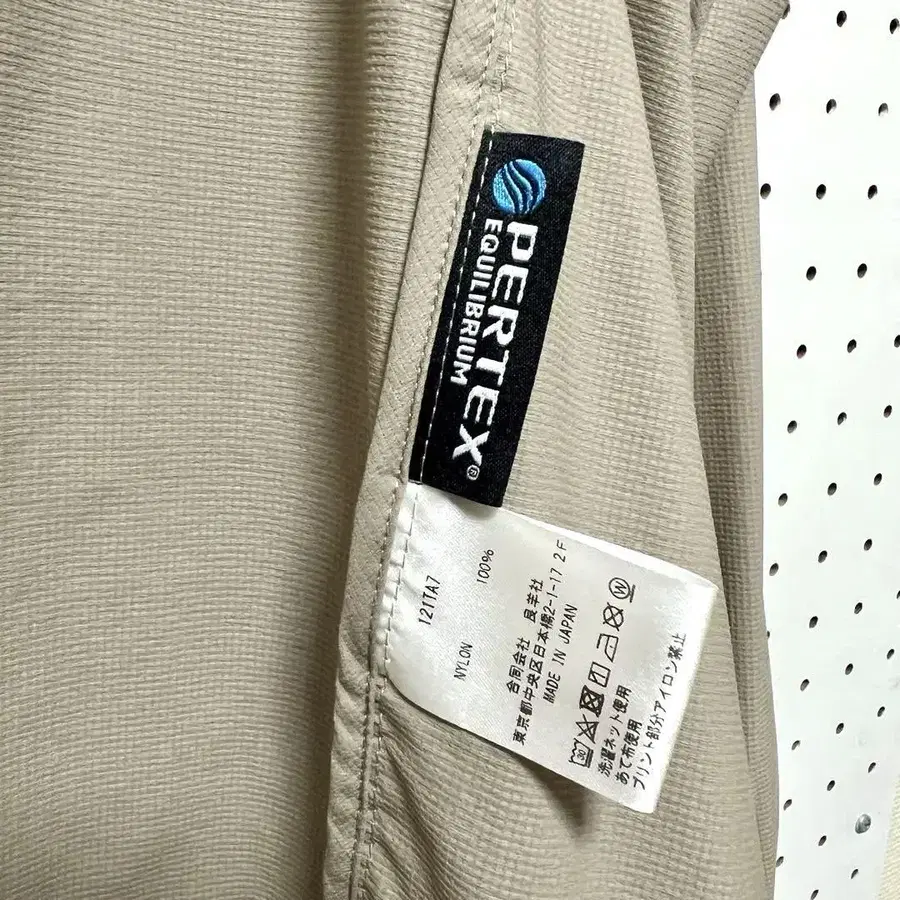 PERTEX®
EQUILIBRIUM
121TA7
NYLON 100%
合同会社 良羊社
東京都中央区日本橋2-1-17 2F
MADE IN JAPAN
30
W
洗濯ネット使用
あて布使用
プリント部分アイロン禁止